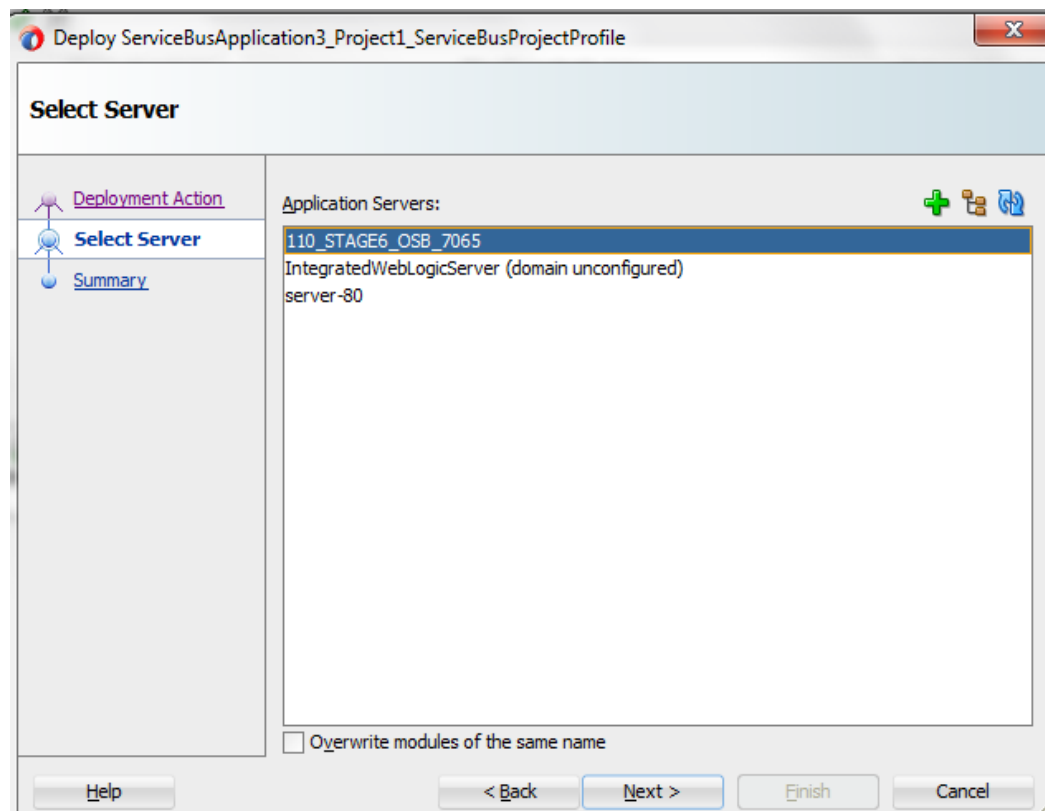 Deploy ServiceBusApplication3_Project1_ServiceBusProjectProfile
Select Server
Deployment Action
Select Server
Summary
Application Servers:
110_STAGE6_OSB_7065
IntegratedWebLogicServer (domain unconfigured)
server-80
Overwrite modules of the same name
Help
< Back
Next >
Finish
Cancel